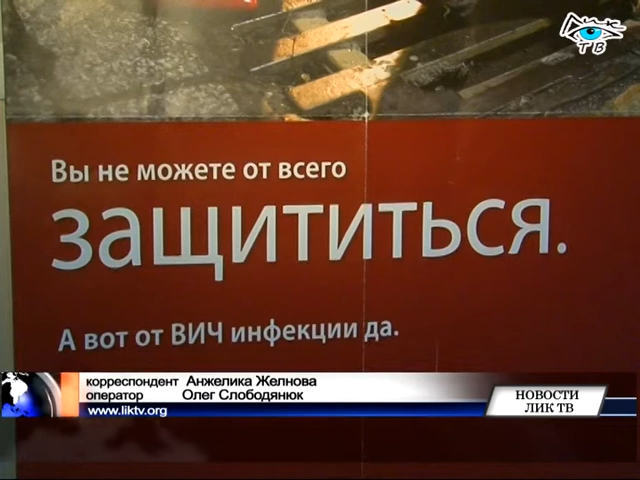 Лик
ТВ
Вы не можете от всего
защититься.
А вот от ВИЧ инфекции да.
корреспондент Анжелика Желнова
оператор Олег Слободянюк
www.liktv.org
НОВОСТИ
ЛИК ТВ